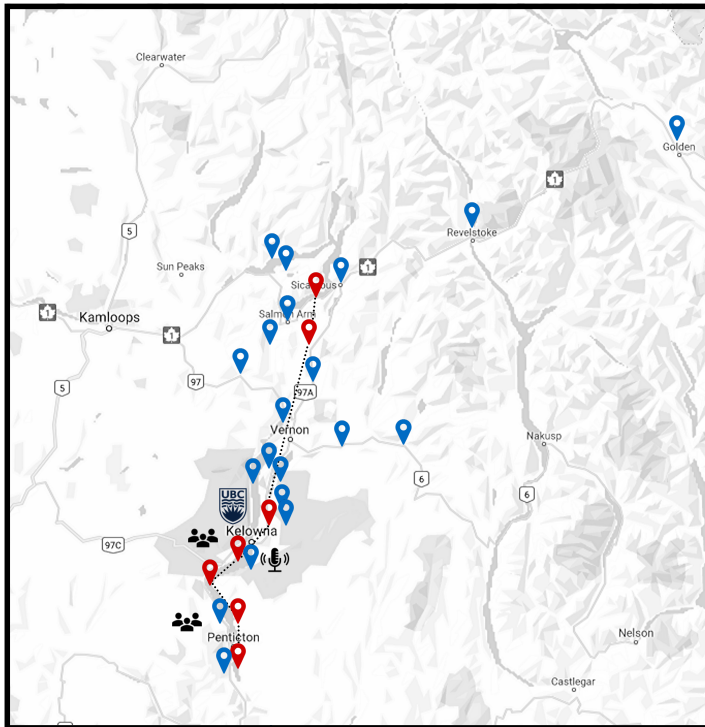 Clearwater
Golden
1
5
Revelstoke
Sun Peaks
1
Sicamous
1
Kamloops
Salmon Arm
1
5
97
97A
Vernon
Nakusp
6
6
UBC
Kelowna
97C
Penticton
Nelson
Castlegar